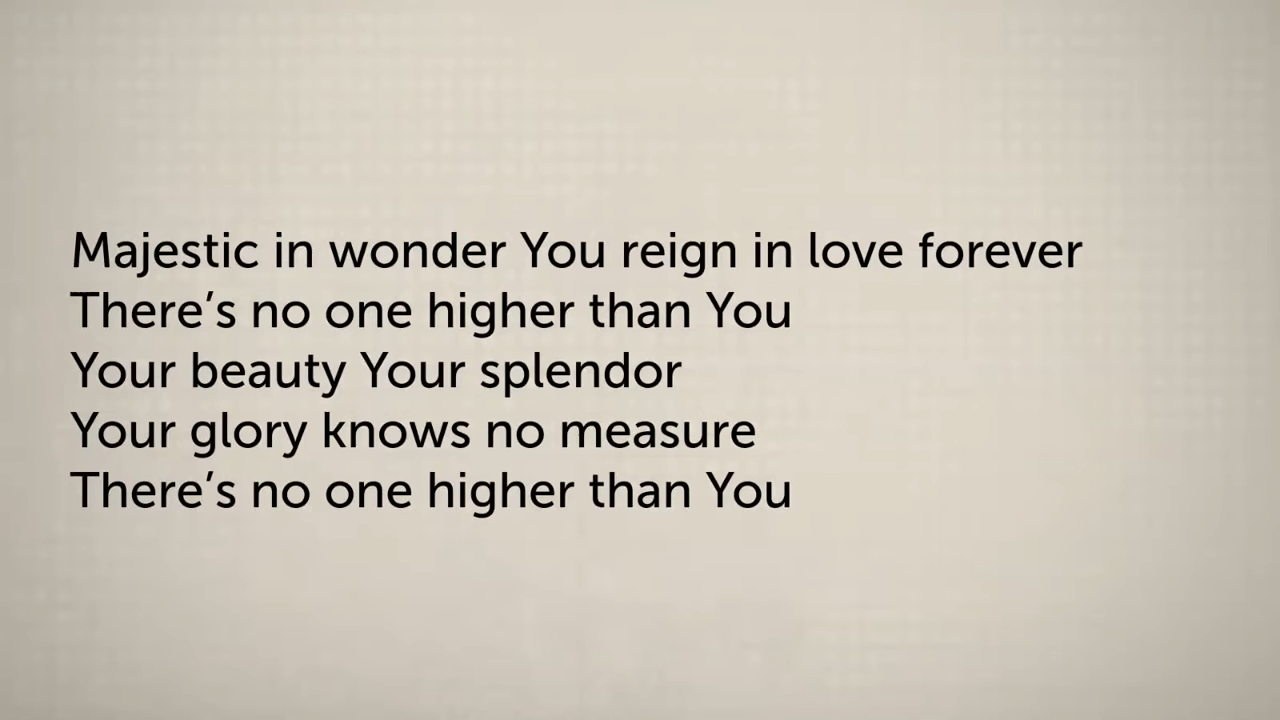 Majestic in wonder You reign in love forever
There’s no one higher than You
Your beauty Your splendor
Your glory knows no measure
There’s no one higher than You